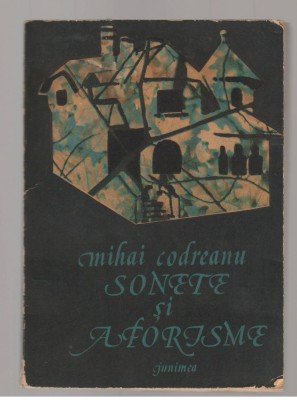 mihai codreanu
SONETE
și
AFORISME
junimea